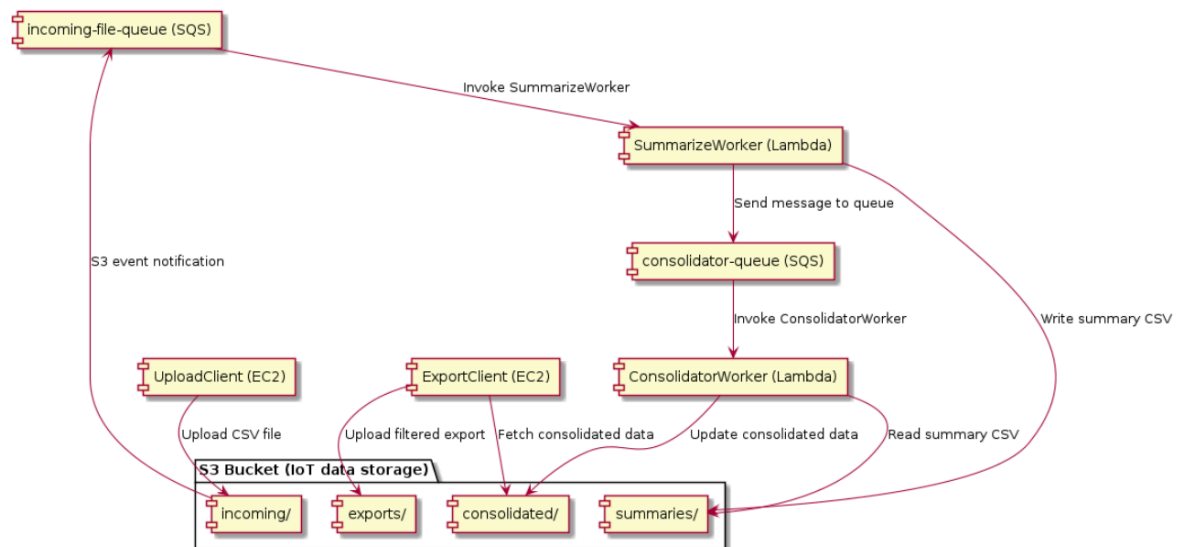 incoming-file-queue (SQS)
Invoke SummarizeWorker
SummarizeWorker (Lambda)
Send message to queue
consolidator-queue (SQS)
S3 event notification
Invoke ConsolidatorWorker
Write summary CSV
UploadClient (EC2)
ExportClient (EC2)
ConsolidatorWorker (Lambda)
Upload CSV file
Upload filtered export
Fetch consolidated data
Update consolidated data
Read summary CSV
S3 Bucket (IoT data storage)
incoming/
exports/
consolidated/
summaries/